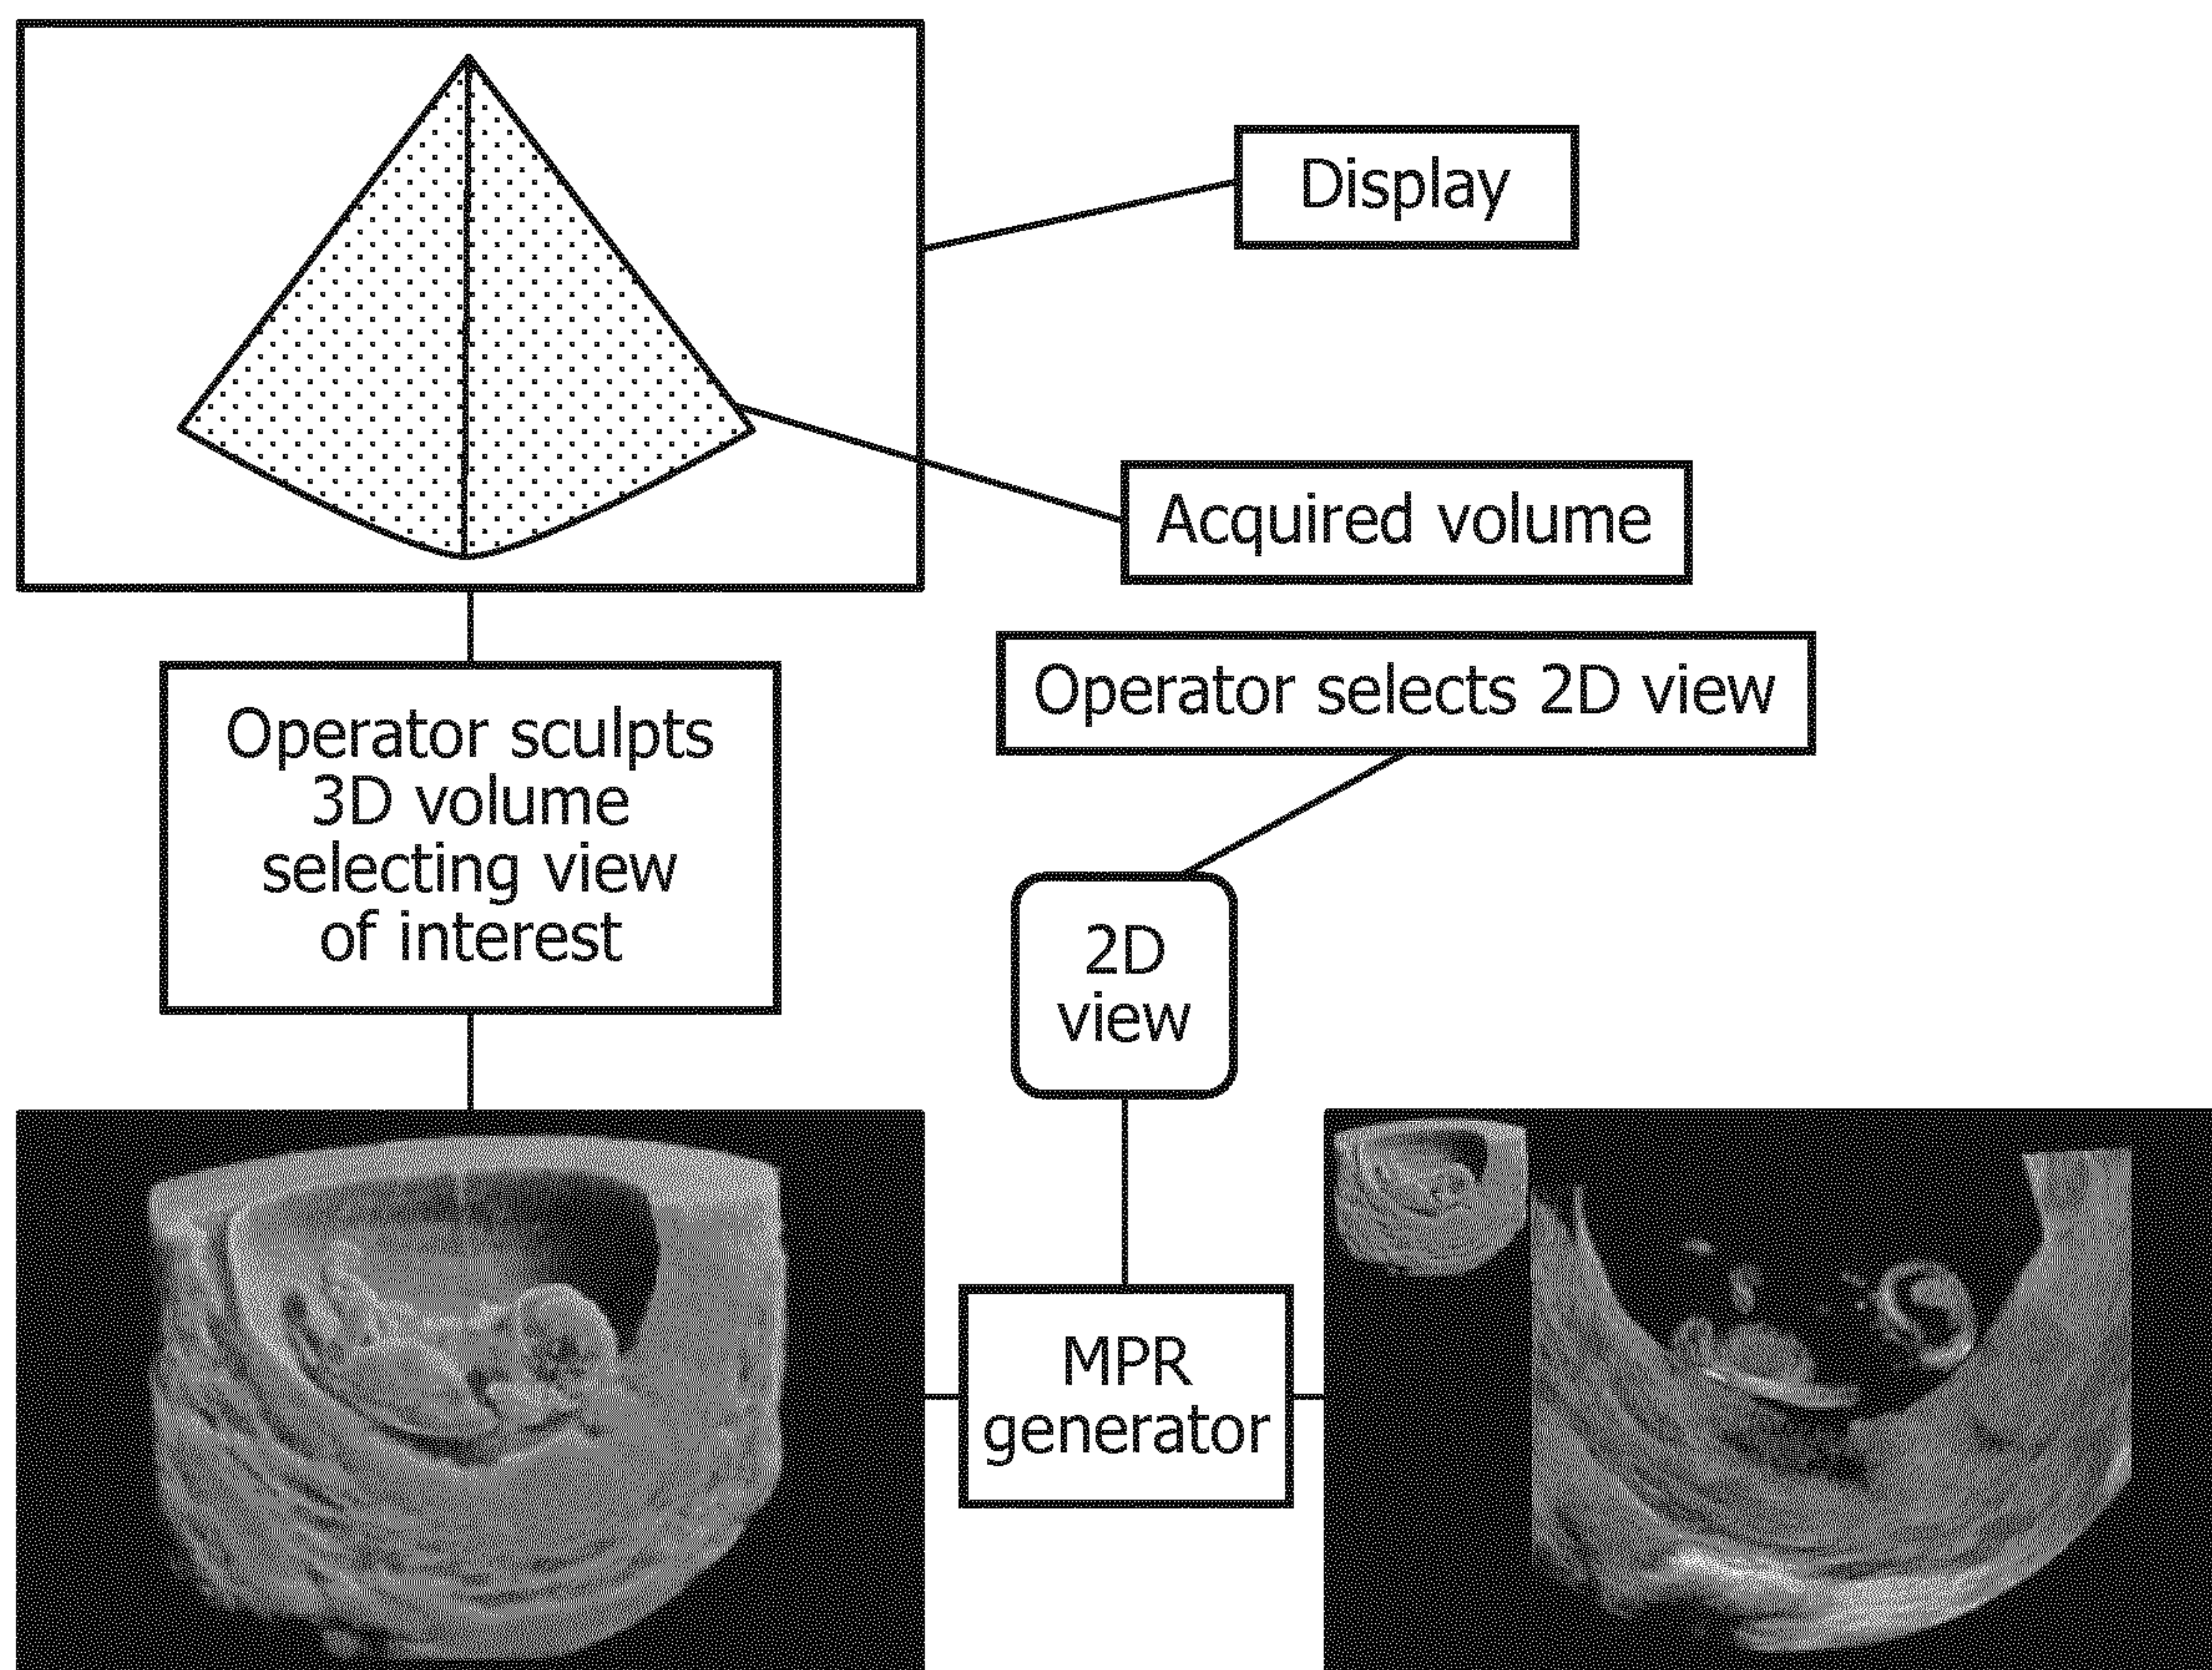 Display
Acquired volume
Operator selects 2D view
Operator sculpts
3D volume
selecting view
of interest
2D
view
MPR
generator